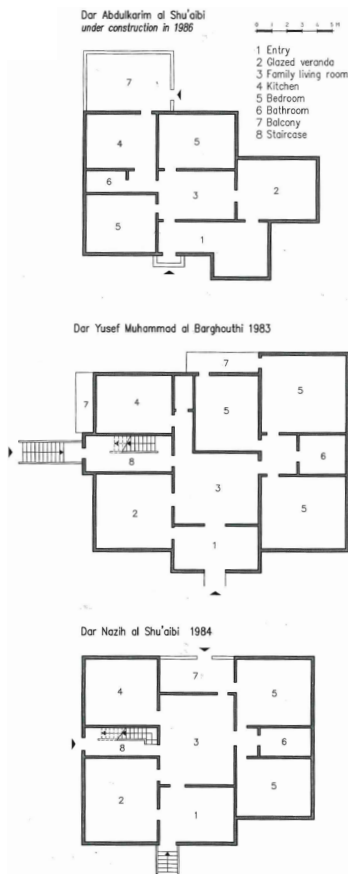 Dar Abdulkarim al Shu'aibi
under construction in 1986
0 1 2 3 4 5 M
1 Entry
2 Glazed veranda
3 Family living room
4 Kitchen
5 Bedroom
6 Bathroom
7 Balcony
8 Staircase
7
4
5
6
3
2
5
1
Dar Yusef Muhammad al Barghouthi 1983
7
7
4
5
5
8
6
2
3
5
1
Dar Nazih al Shu'aibi 1984
7
4
5
3
8
6
2
5
1